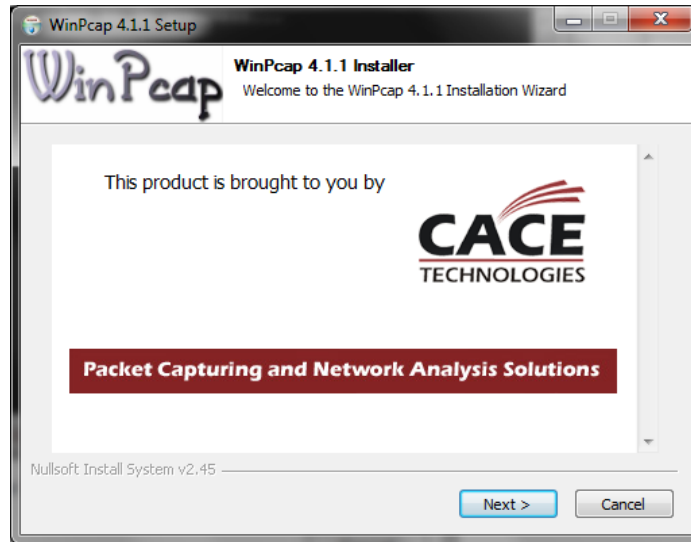 WinPcap 4.1.1 Setup
WinPcap
WinPcap 4.1.1 Installer
Welcome to the WinPcap 4.1.1 Installation Wizard
This product is brought to you by
CACE
TECHNOLOGIES
Packet Capturing and Network Analysis Solutions
Nullsoft Install System v2.45
Next >
Cancel